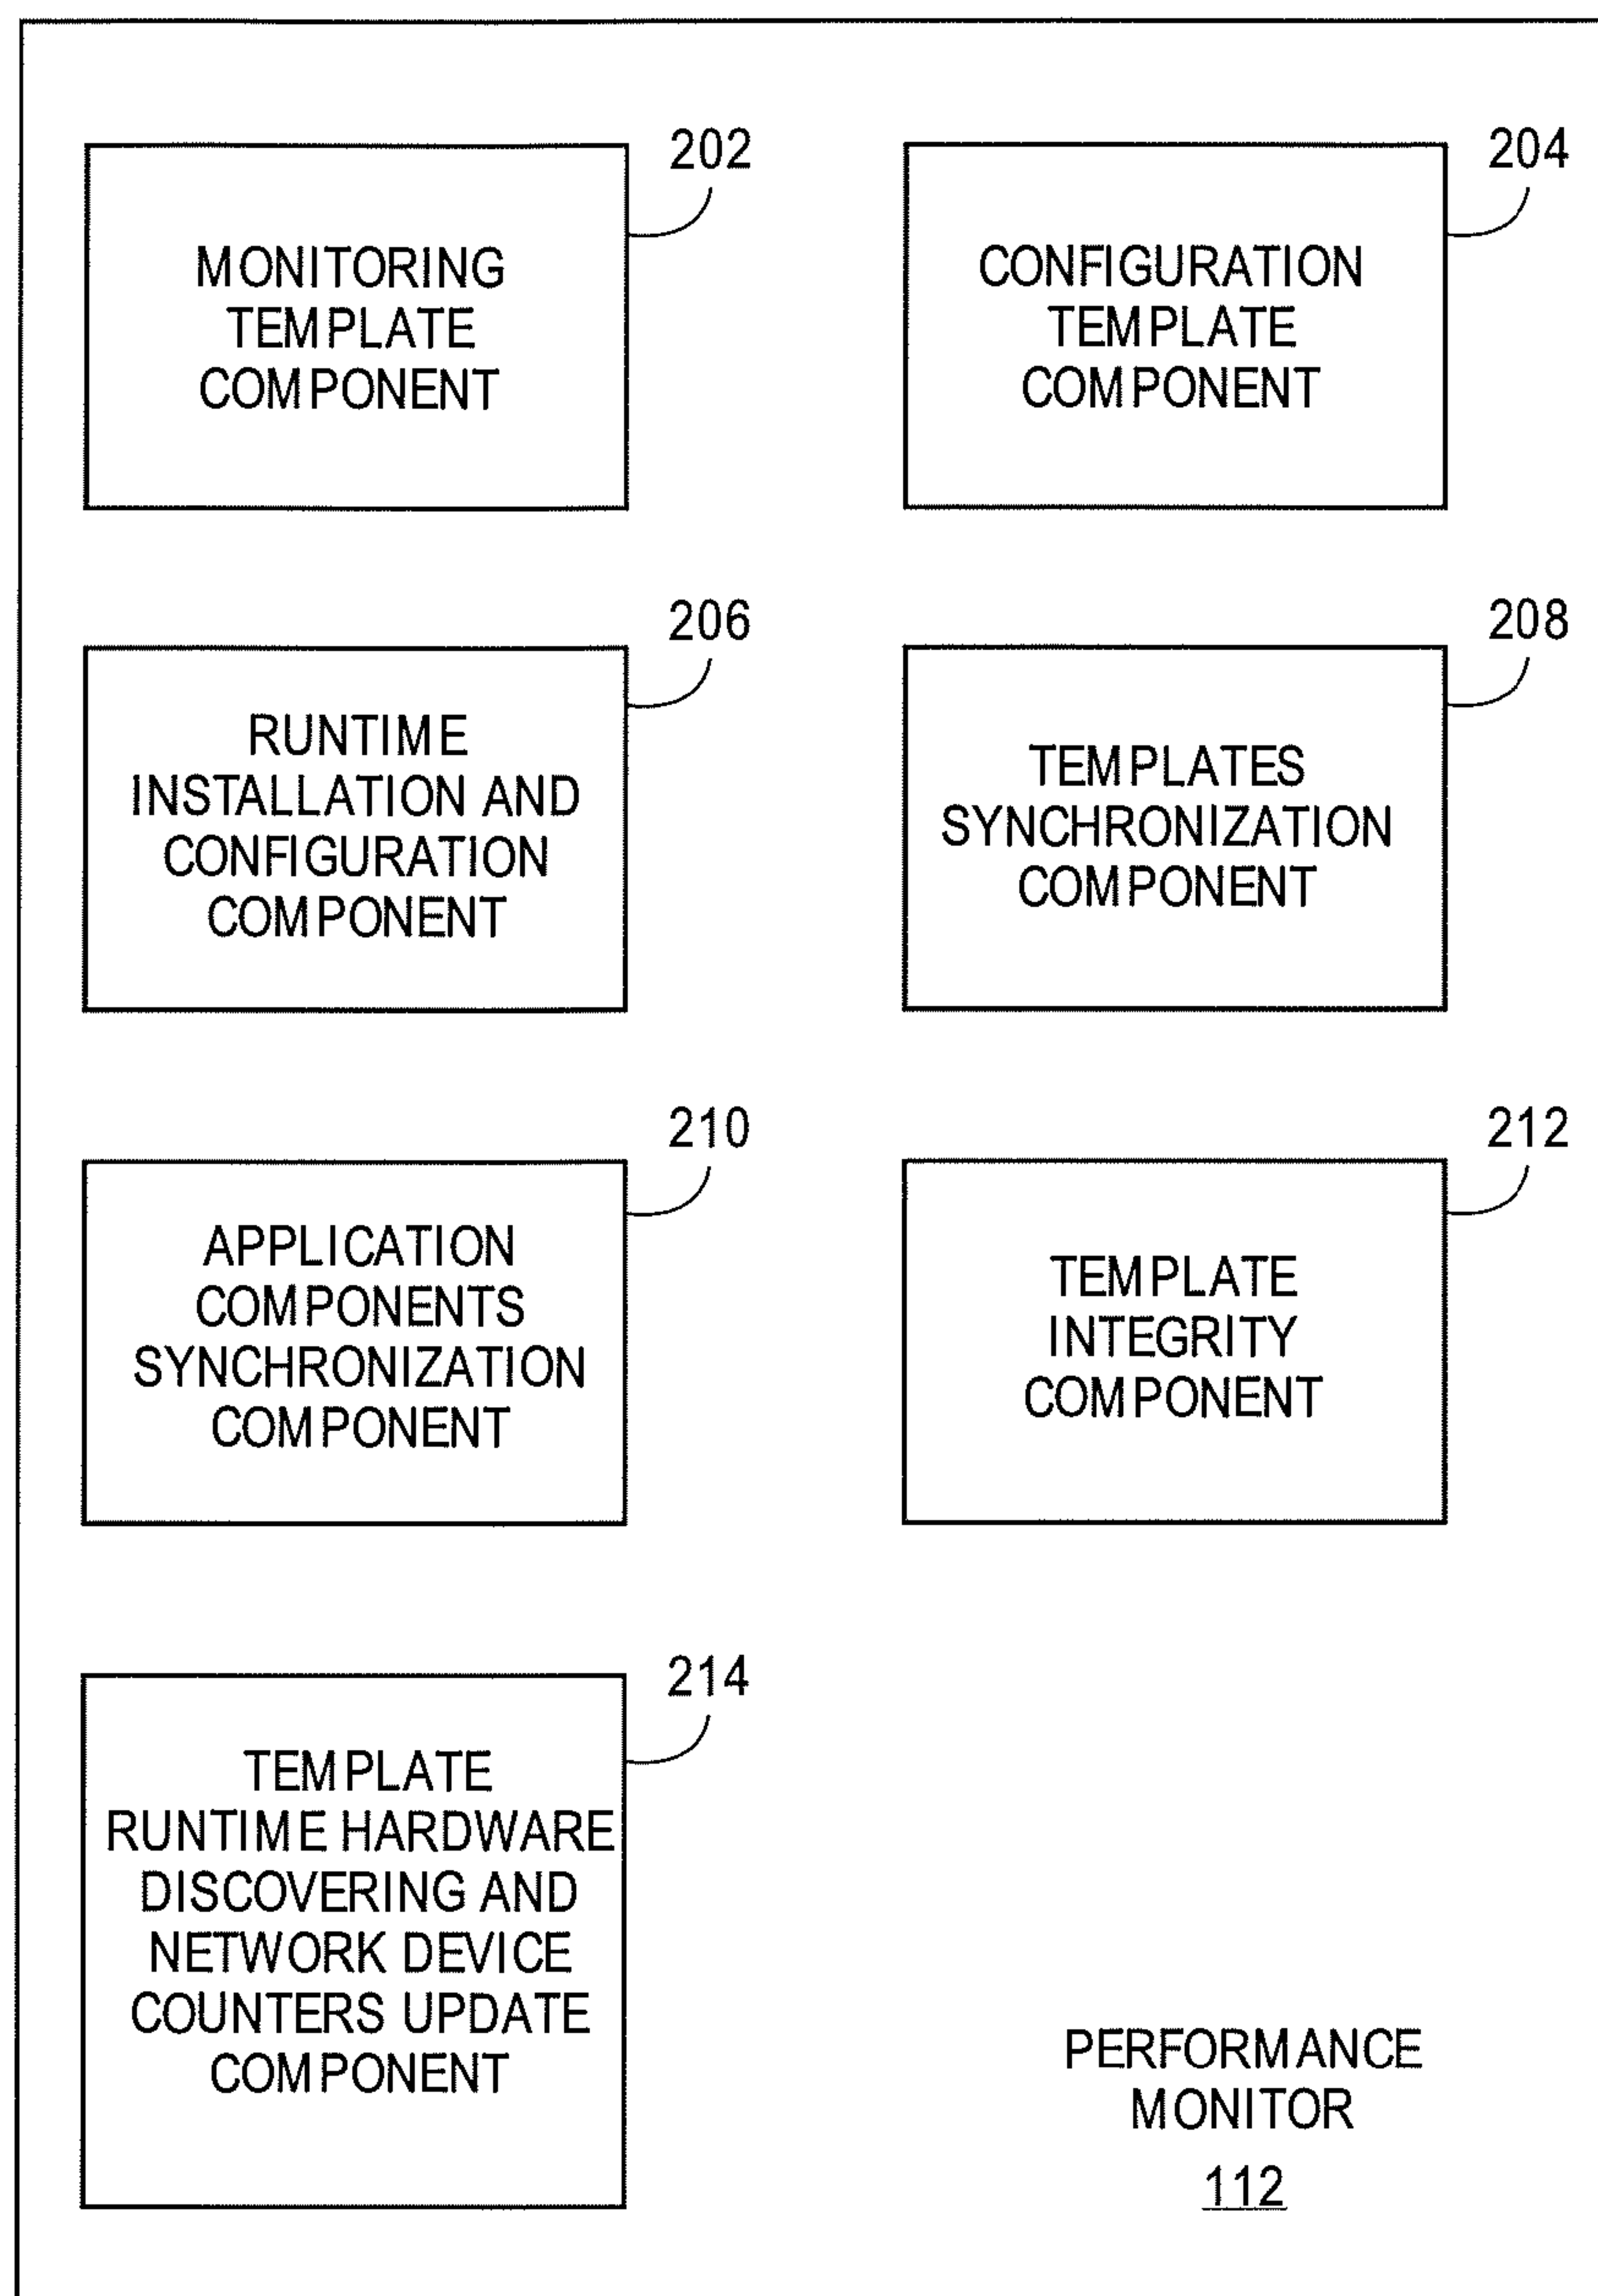 202
MONITORING
TEMPLATE
COMPONENT
204
CONFIGURATION
TEMPLATE
COMPONENT
206
RUNTIME
INSTALLATION AND
CONFIGURATION
COMPONENT
208
TEMPLATES
SYNCHRONIZATION
COMPONENT
210
APPLICATION
COMPONENTS
SYNCHRONIZATION
COMPONENT
212
TEMPLATE
INTEGRITY
COMPONENT
214
TEMPLATE
RUNTIME HARDWARE
DISCOVERING AND
NETWORK DEVICE
COUNTERS UPDATE
COMPONENT
PERFORMANCE
MONITOR
112